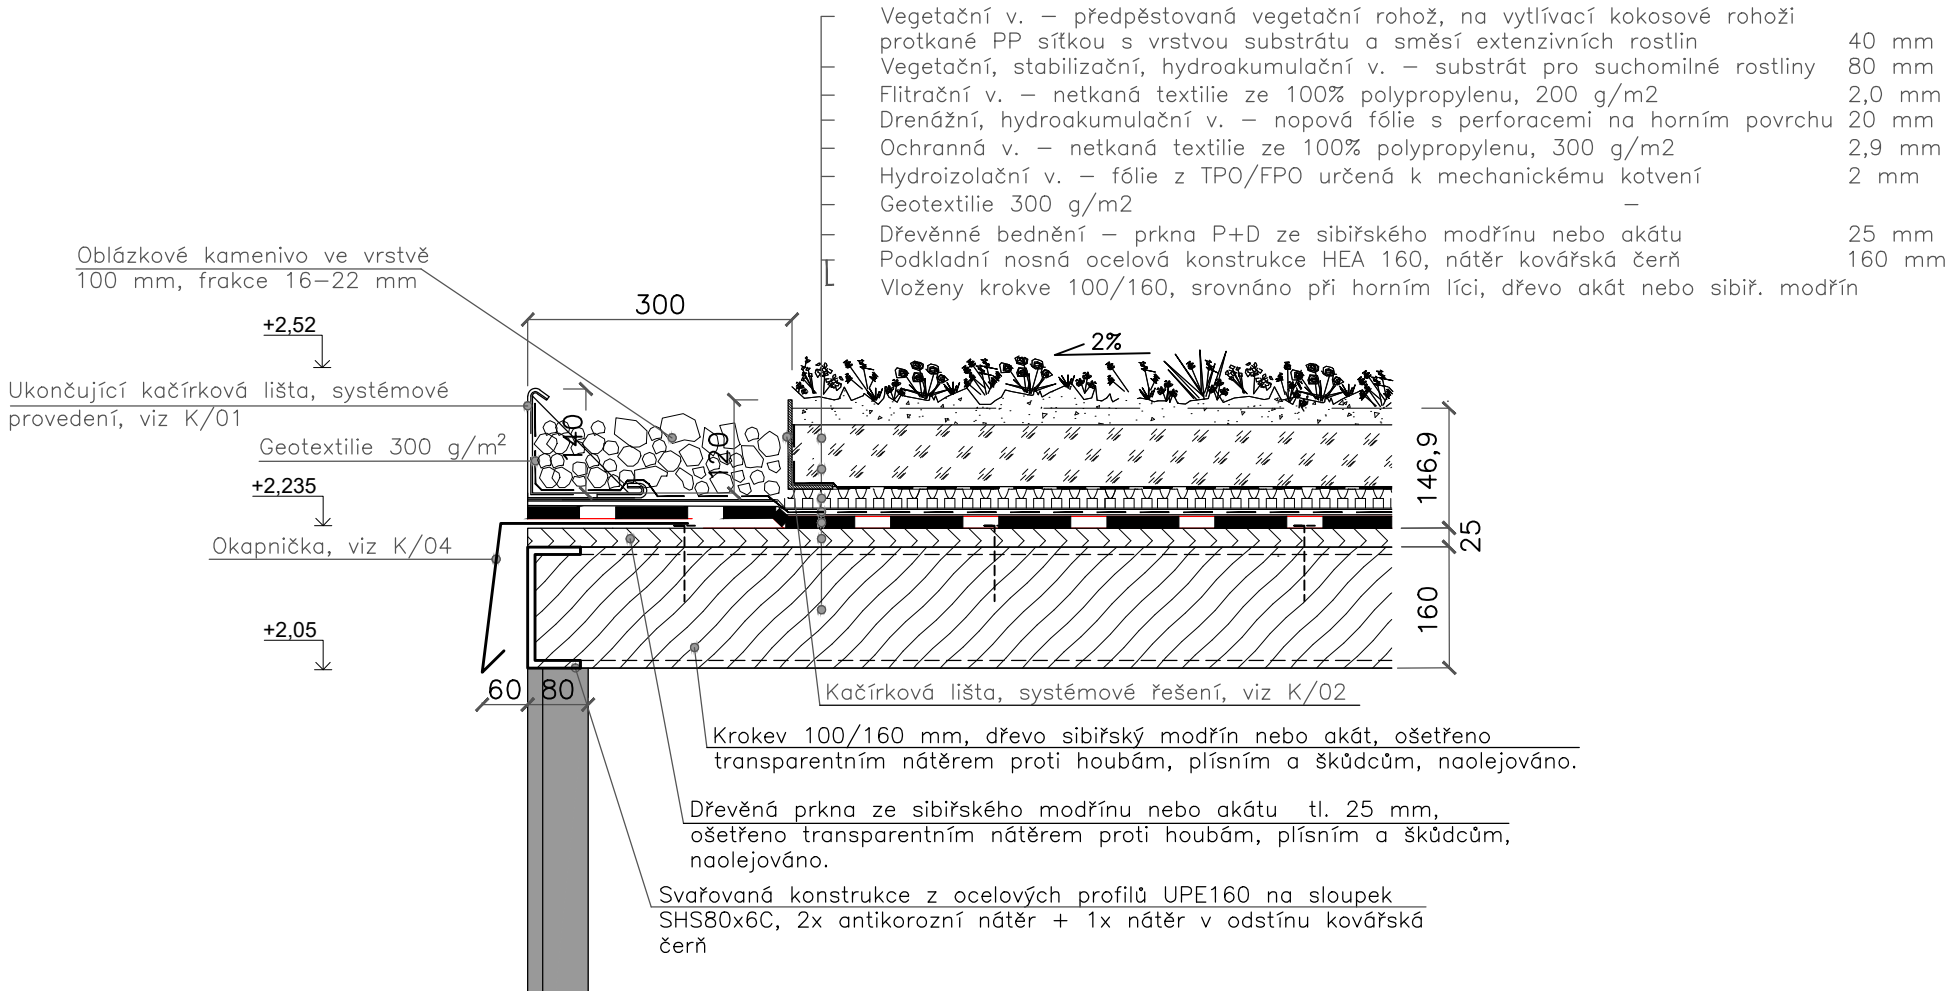 Vegetační v. – předpěstovaná vegetační rohož, na vytlívací kokosové rohoži
protkané PP síťkou s vrstvou substrátu a směsí extenzivních rostlin 40 mm
Vegetační, stabilizační, hydroakumulační v. – substrát pro suchomilné rostliny 80 mm
Flitrační v. – netkaná textilie ze 100% polypropylenu, 200 g/m2 2,0 mm
Drenážní, hydroakumulační v. – nopová fólie s perforacemi na horním povrchu 20 mm
Ochranná v. – netkaná textilie ze 100% polypropylenu, 300 g/m2 2,9 mm
Hydroizolační v. – fólie z TPO/FPO určená k mechanickému kotvení 2 mm
Geotextilie 300 g/m2 –
Dřevěnné bednění – prkna P+D ze sibiřského modřínu nebo akátu 25 mm
Podkladní nosná ocelová konstrukce HEA 160, nátěr kovářská čerň 160 mm
Vloženy krokve 100/160, srovnáno při horním líci, dřevo akát nebo sibiř. modřín
Oblázkové kamenivo ve vrstvě
100 mm, frakce 16–22 mm
300
+2,52
2%
Ukončující kačírková lišta, systémové
provedení, viz K/01
140
120
Geotextilie 300 g/m²
146,9
+2,235
25
Okapnička, viz K/04
160
+2,05
60 80
Kačírková lišta, systémové řešení, viz K/02
Krokev 100/160 mm, dřevo sibiřský modřín nebo akát, ošetřeno
transparentním nátěrem proti houbám, plísním a škůdcům, naolejováno.
Dřevěná prkna ze sibiřského modřínu nebo akátu tl. 25 mm,
ošetřeno transparentním nátěrem proti houbám, plísním a škůdcům,
naolejováno.
Svařovaná konstrukce z ocelových profilů UPE160 na sloupek
SHS80x6C, 2x antikorozní nátěr + 1x nátěr v odstínu kovářská
čerň